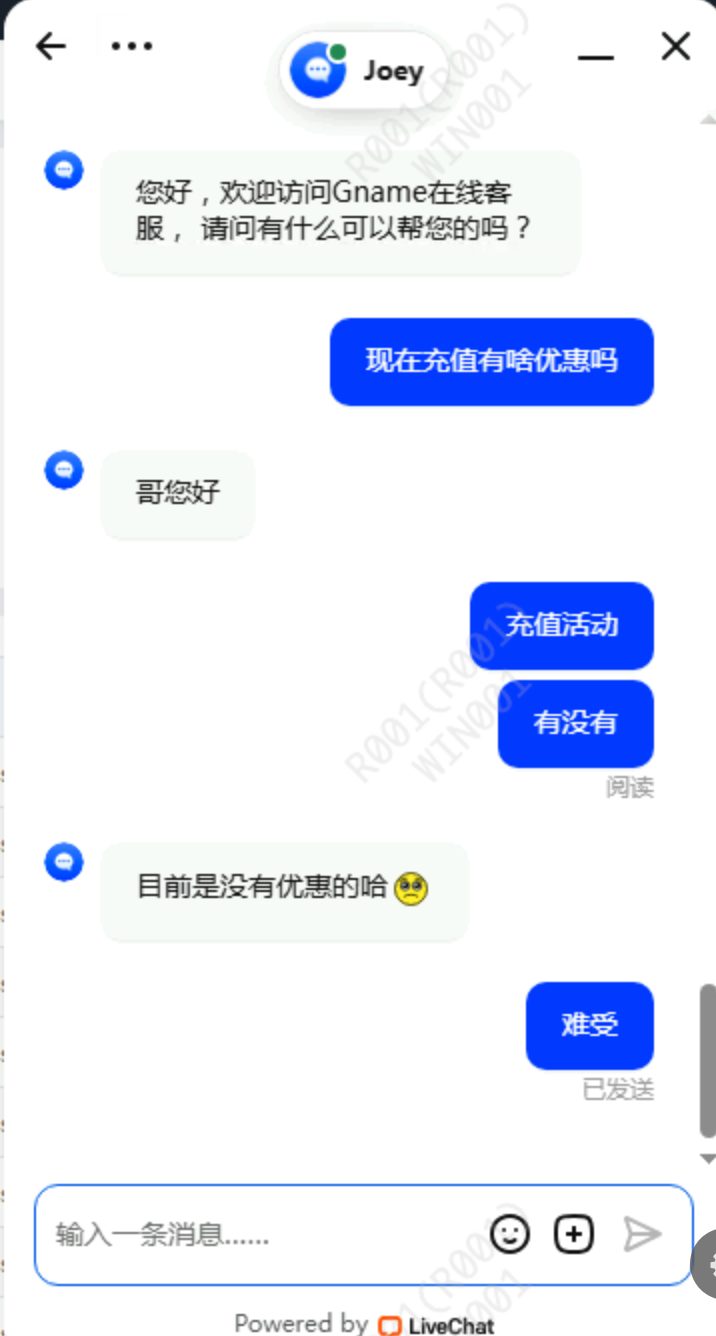 Joey
R001(R001)
WIN001
您好，欢迎访问Gname在线客
服， 请问有什么可以帮您的吗？
现在充值有啥优惠吗
哥您好
充值活动
R001(R001)
WIN001
有没有
阅读
目前是没有优惠的哈
难受
已发送
输入一条消息......
R001(R001)
WIN001
Powered by LiveChat